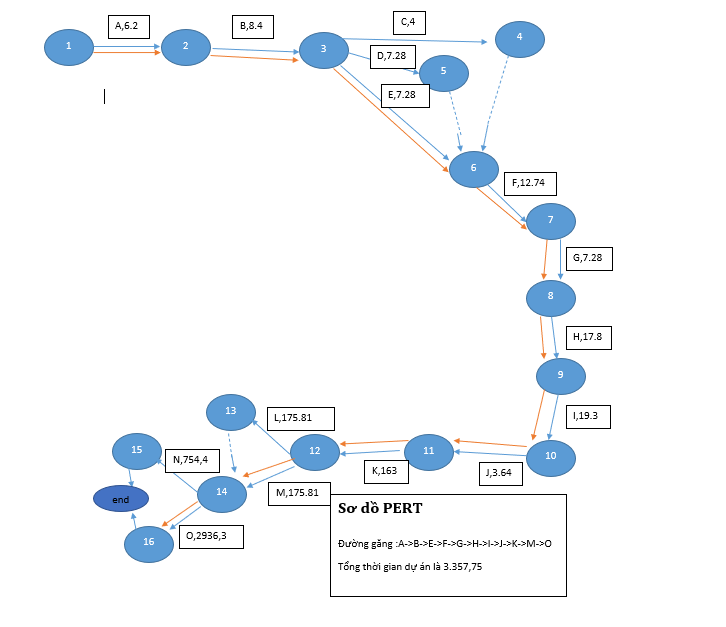 A,6.2
B,8.4
C,4
1
2
3
4
D,7.28
5
E,7.28
6
F,12.74
7
G,7.28
8
H,17.8
9
I,19.3
13
L,175.81
15
N,754,4
12
11
10
K,163
J,3.64
14
M,175.81
end
16
O,2936,3
Sơ dồ PERT
Đường găng :A->B->E->F->G->H->I->J->K->M->O
Tổng thời gian dự án là 3.357,75